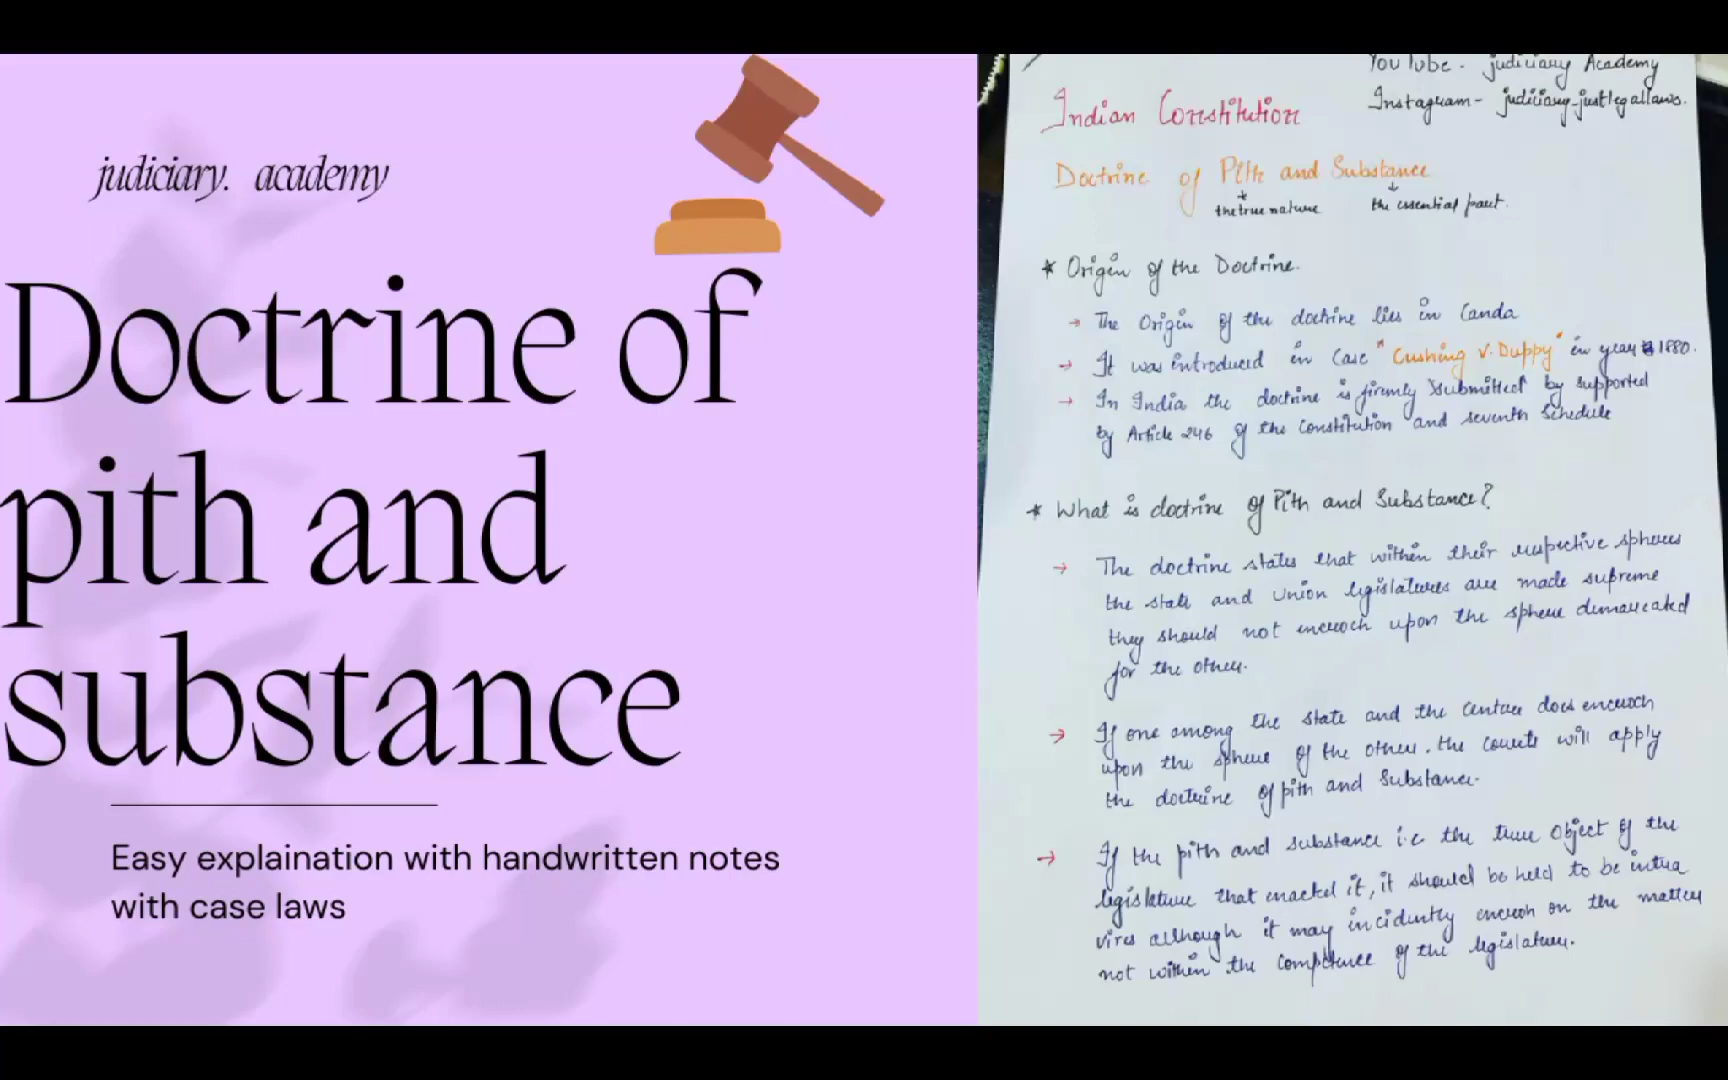 judiciary. academy
Doctrine of
pith and
substance
Easy explaination with handwritten notes
with case laws
YouTube - judiciary Academy
Instagram - judiciary-justlegallaws.
Indian Constitution
Doctrine of Pith and Substance
the true nature the essential part.
* Origin of the Doctrine.
→ The Origin of the doctrine lies in Canda
→ It was introduced in case "Cushing v. Duppy" in year 1880.
→ In India the doctrine is firmly submitted by supported
by Article 246 of the Constitution and seventh Schedule
* What is doctrine of Pith and Substance?
→ The doctrine states that within their respective spheres
the state and union legislatures are made supreme
they should not encroch upon the sphere demarcated
for the other.
→ If one among the state and the centure does encroch
upon the sphere of the other. the courts will apply
the doctrine of pith and substance.
→ If the pith and substance i.e the true object of the
legislature that enacted it, it should be held to be intra
vires although it may incidently encroch on the matters
not within the competence of the legislature.